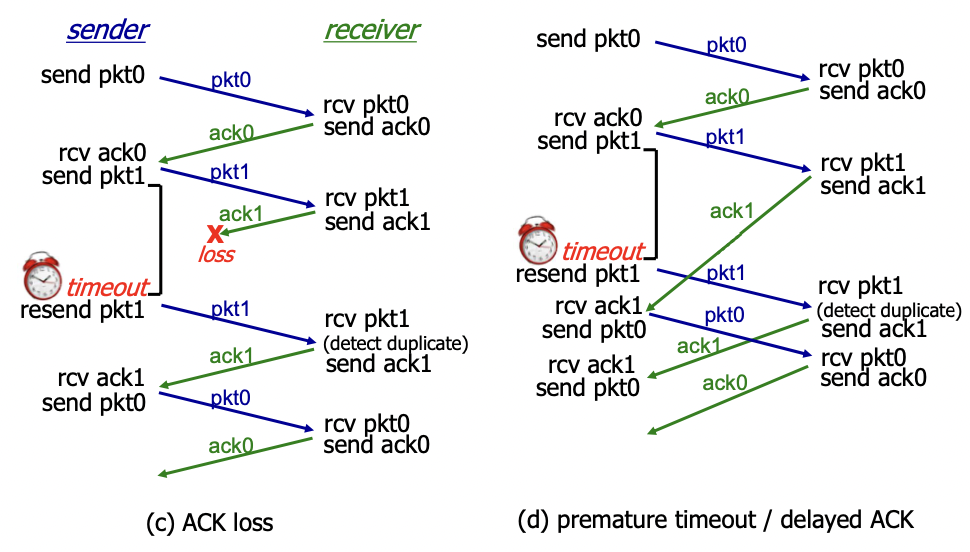 sender
receiver
send pkt0
pkt0
rcv pkt0
send ack0
ack0
rcv ack0
send pkt1
pkt1
rcv pkt1
send ack1
ack1
X
loss
timeout
resend pkt1
pkt1
rcv pkt1
(detect duplicate)
send ack1
ack1
rcv ack1
send pkt0
pkt0
rcv pkt0
send ack0
ack0
(c) ACK loss
send pkt0
pkt0
rcv pkt0
send ack0
ack0
rcv ack0
send pkt1
pkt1
rcv pkt1
send ack1
ack1
timeout
resend pkt1
pkt1
rcv pkt1
(detect duplicate)
send ack1
rcv ack1
send pkt0
pkt0
ack1
rcv pkt0
send ack0
rcv ack1
send pkt0
ack0
(d) premature timeout / delayed ACK